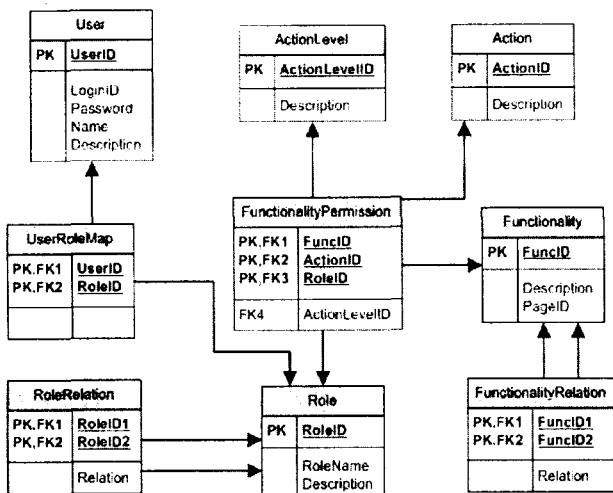 User
PK UserID
LoginID
Password
Name
Description
ActionLevel
PK ActionLevelID
Description
Action
PK ActionID
Description
UserRoleMap
PK,FK1 UserID
PK,FK2 RoleID
FunctionalityPermission
PK,FK1 FuncID
PK,FK2 ActionID
PK,FK3 RoleID
FK4 ActionLevelID
Functionality
PK FuncID
Description
PageID
RoleRelation
PK,FK1 RoleID1
PK,FK2 RoleID2
Relation
Role
PK RoleID
RoleName
Description
FunctionalityRelation
PK,FK1 FuncID1
PK,FK2 FuncID2
Relation